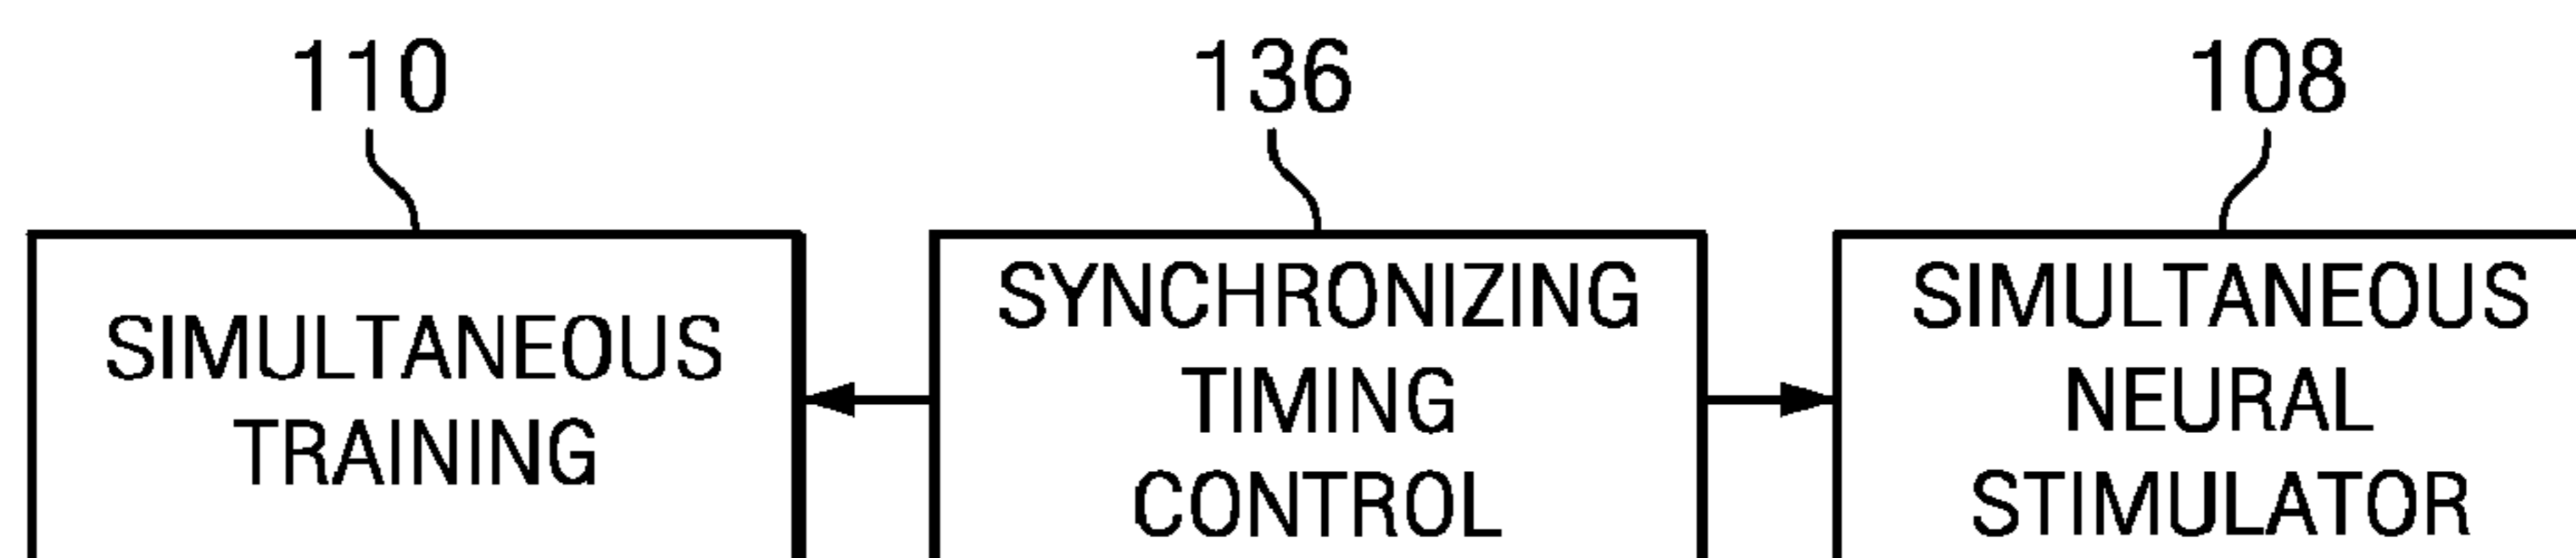 110
136
108
SIMULTANEOUS
TRAINING
SYNCHRONIZING
TIMING
CONTROL
SIMULTANEOUS
NEURAL
STIMULATOR